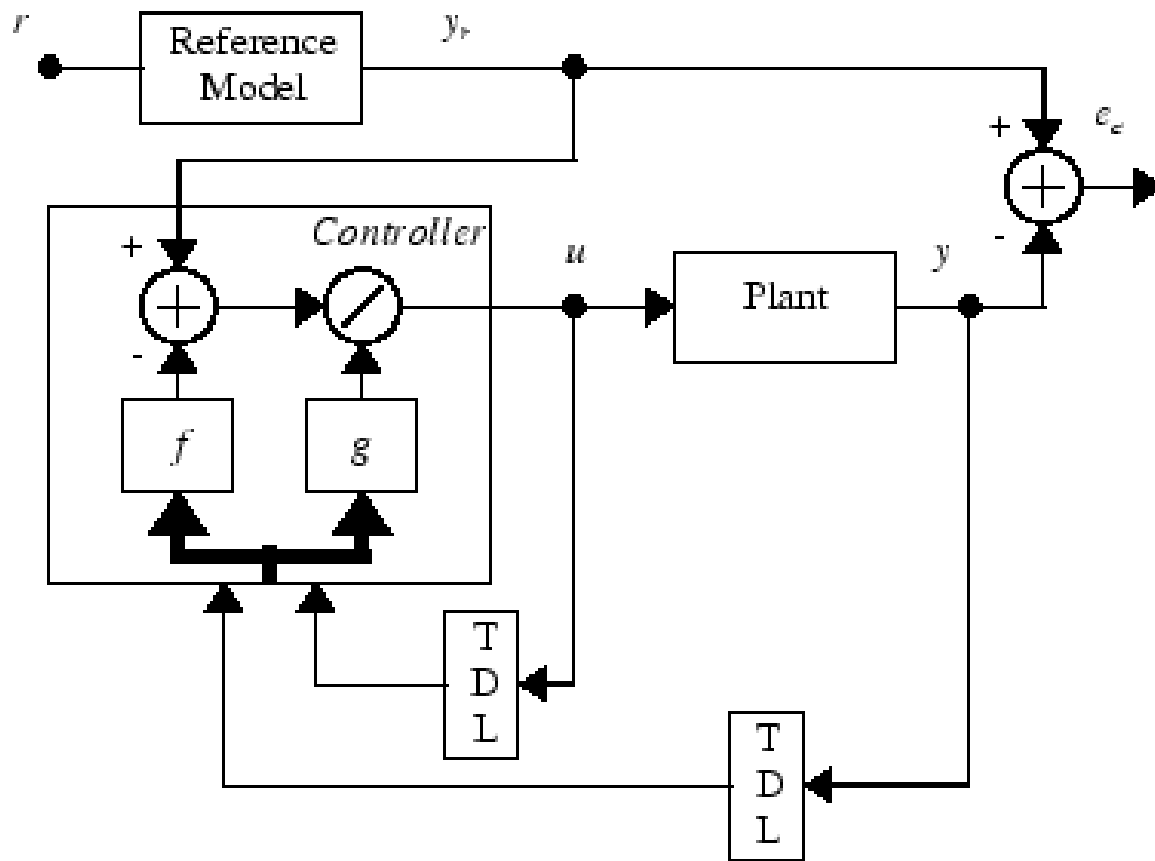 r
Reference
Model
yr
+
ec
-
Controller
+
-
u
Plant
y
f
g
T
D
L
T
D
L